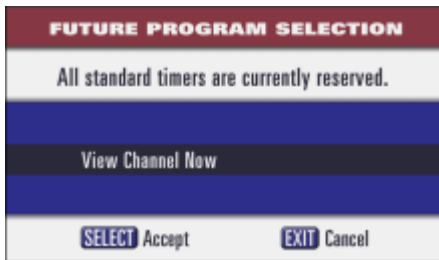 FUTURE PROGRAM SELECTION
All standard timers are currently reserved.
View Channel Now
SELECT Accept EXIT Cancel